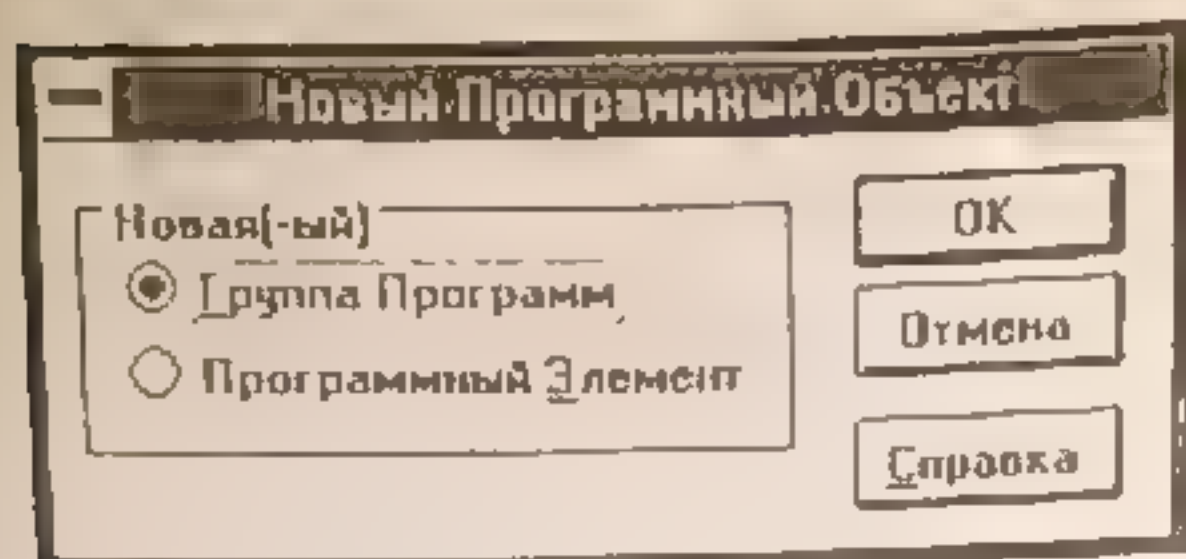 Новый Программный Объект
Новая(-ый)
Группа Программ
Программный Элемент
OK
Отмена
Справка